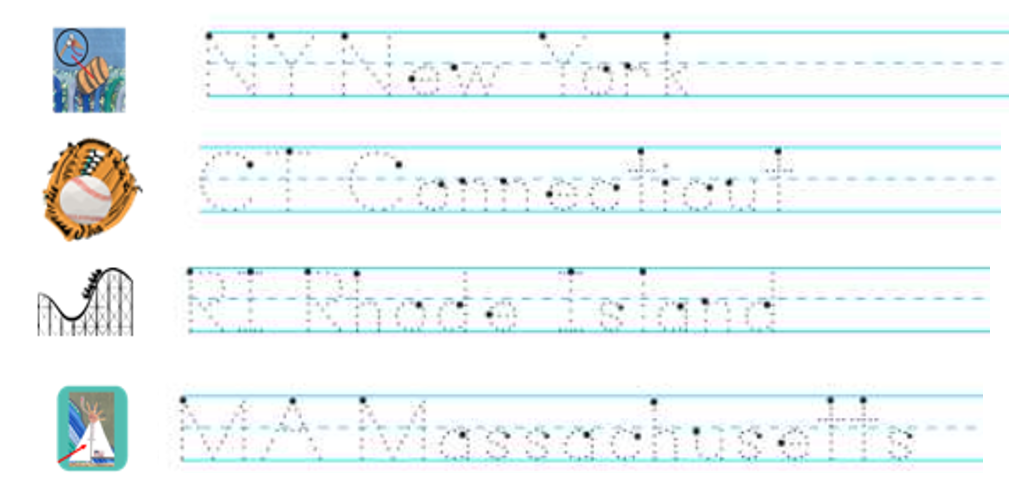 NY New York
CT Connecticut
RI Rhode Island
MA Massachusetts